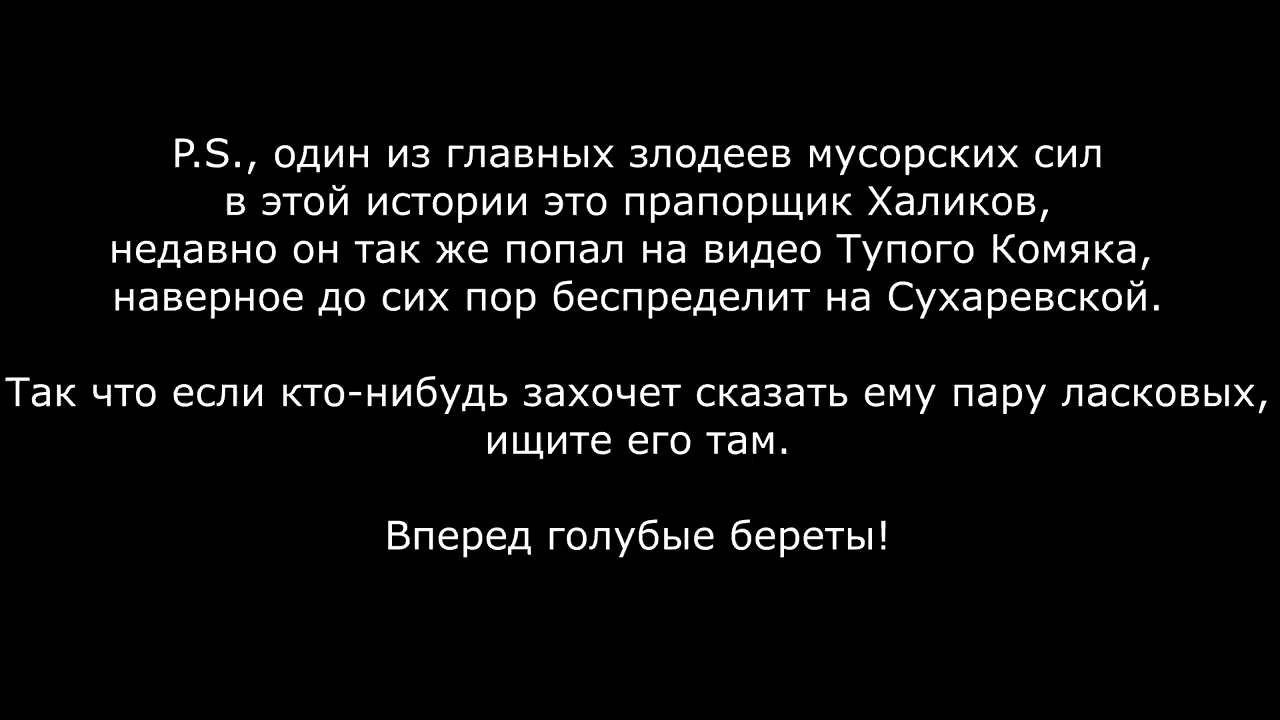 P.S., один из главных злодеев мусорских сил
в этой истории это прапорщик Халиков,
недавно он так же попал на видео Тупого Комяка,
наверное до сих пор беспределит на Сухаревской.
Так что если кто-нибудь захочет сказать ему пару ласковых,
ищите его там.
Вперед голубые береты!